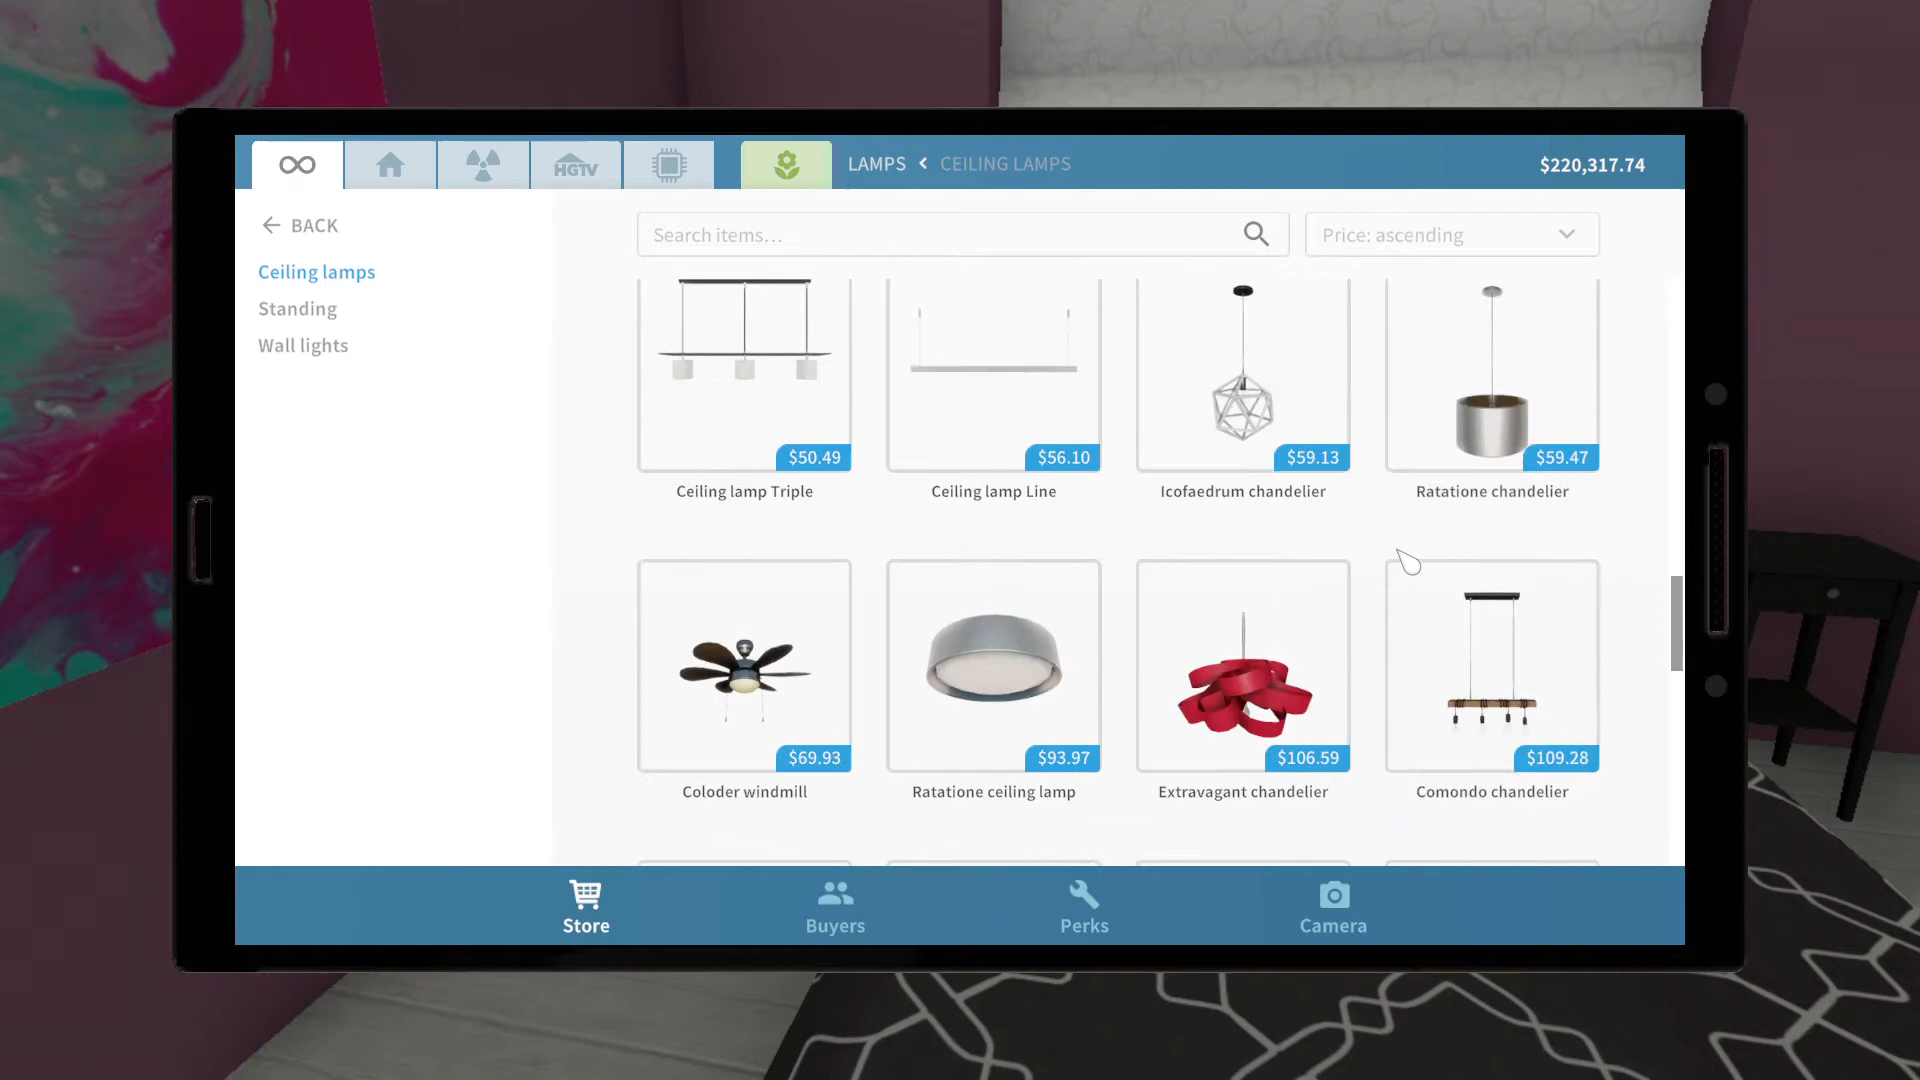 HGTV
LAMPS < CEILING LAMPS
$220,317.74
BACK
Ceiling lamps
Standing
Wall lights
Search items...
Price: ascending
$50.49
$56.10
$59.13
$59.47
Ceiling lamp Triple
Ceiling lamp Line
Icofaedrum chandelier
Ratatione chandelier
$69.93
$93.97
$106.59
$109.28
Coloder windmill
Ratatione ceiling lamp
Extravagant chandelier
Comondo chandelier
Store
Buyers
Perks
Camera